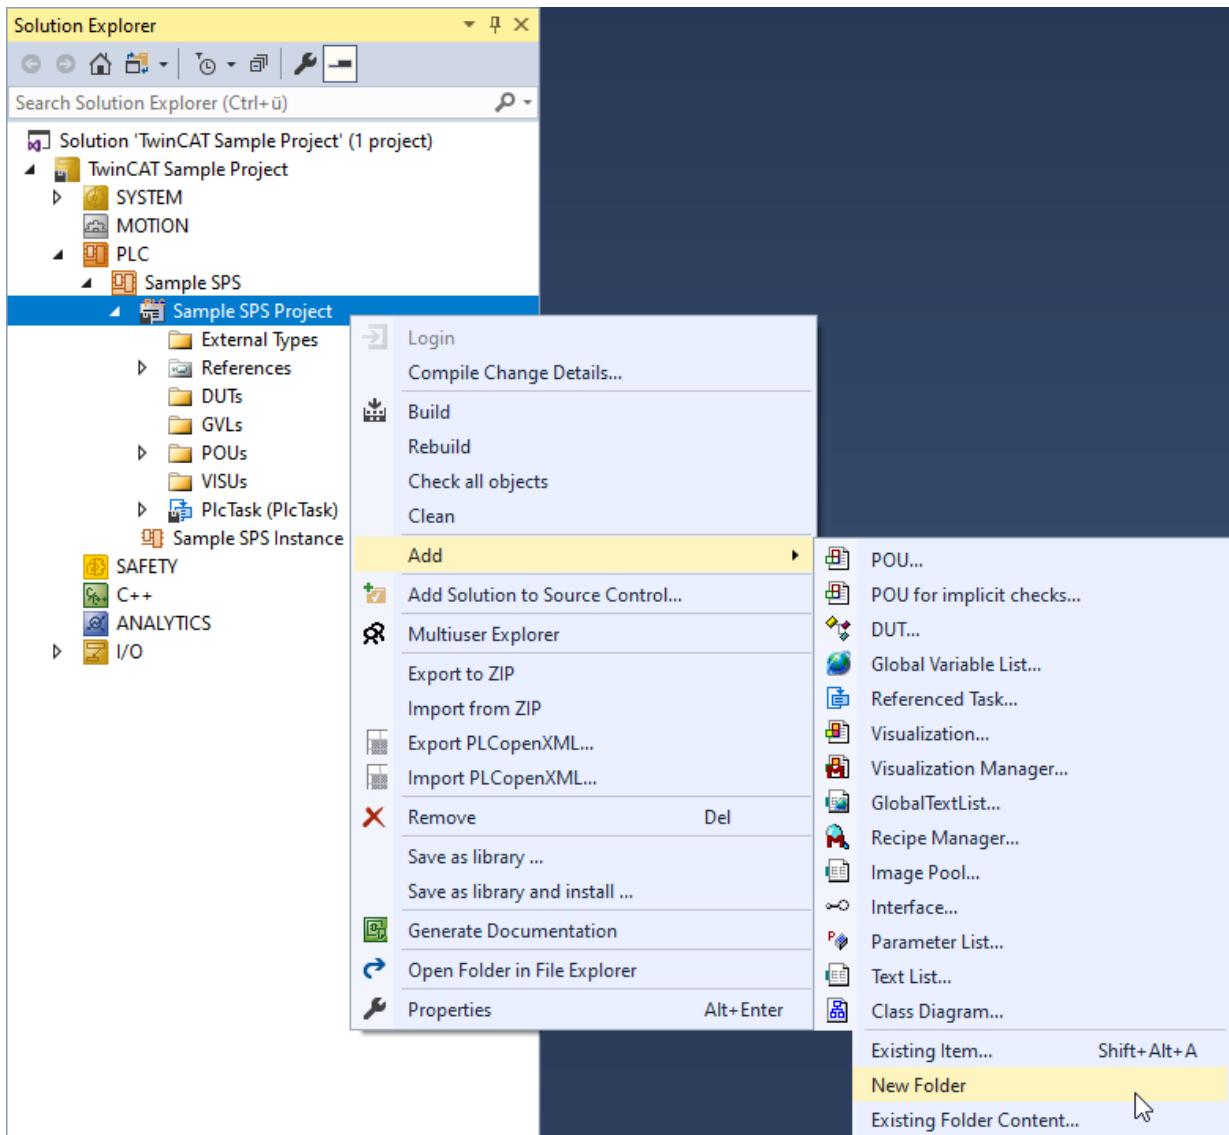 Solution Explorer
Search Solution Explorer (Ctrl+ü)
Solution 'TwinCAT Sample Project' (1 project)
TwinCAT Sample Project
SYSTEM
MOTION
PLC
Sample SPS
Sample SPS Project
External Types
References
DUTs
GVLs
POUs
VISUs
PlcTask (PlcTask)
Sample SPS Instance
SAFETY
C++
ANALYTICS
I/O
Login
Compile Change Details...
Build
Rebuild
Check all objects
Clean
Add
Add Solution to Source Control...
Multiuser Explorer
Export to ZIP
Import from ZIP
Export PLCopenXML...
Import PLCopenXML...
Remove Del
Save as library ...
Save as library and install ...
Generate Documentation
Open Folder in File Explorer
Properties Alt+Enter
POU...
POU for implicit checks...
DUT...
Global Variable List...
Referenced Task...
Visualization...
Visualization Manager...
GlobalTextList...
Recipe Manager...
Image Pool...
Interface...
Parameter List...
Text List...
Class Diagram...
Existing Item... Shift+Alt+A
New Folder
Existing Folder Content...